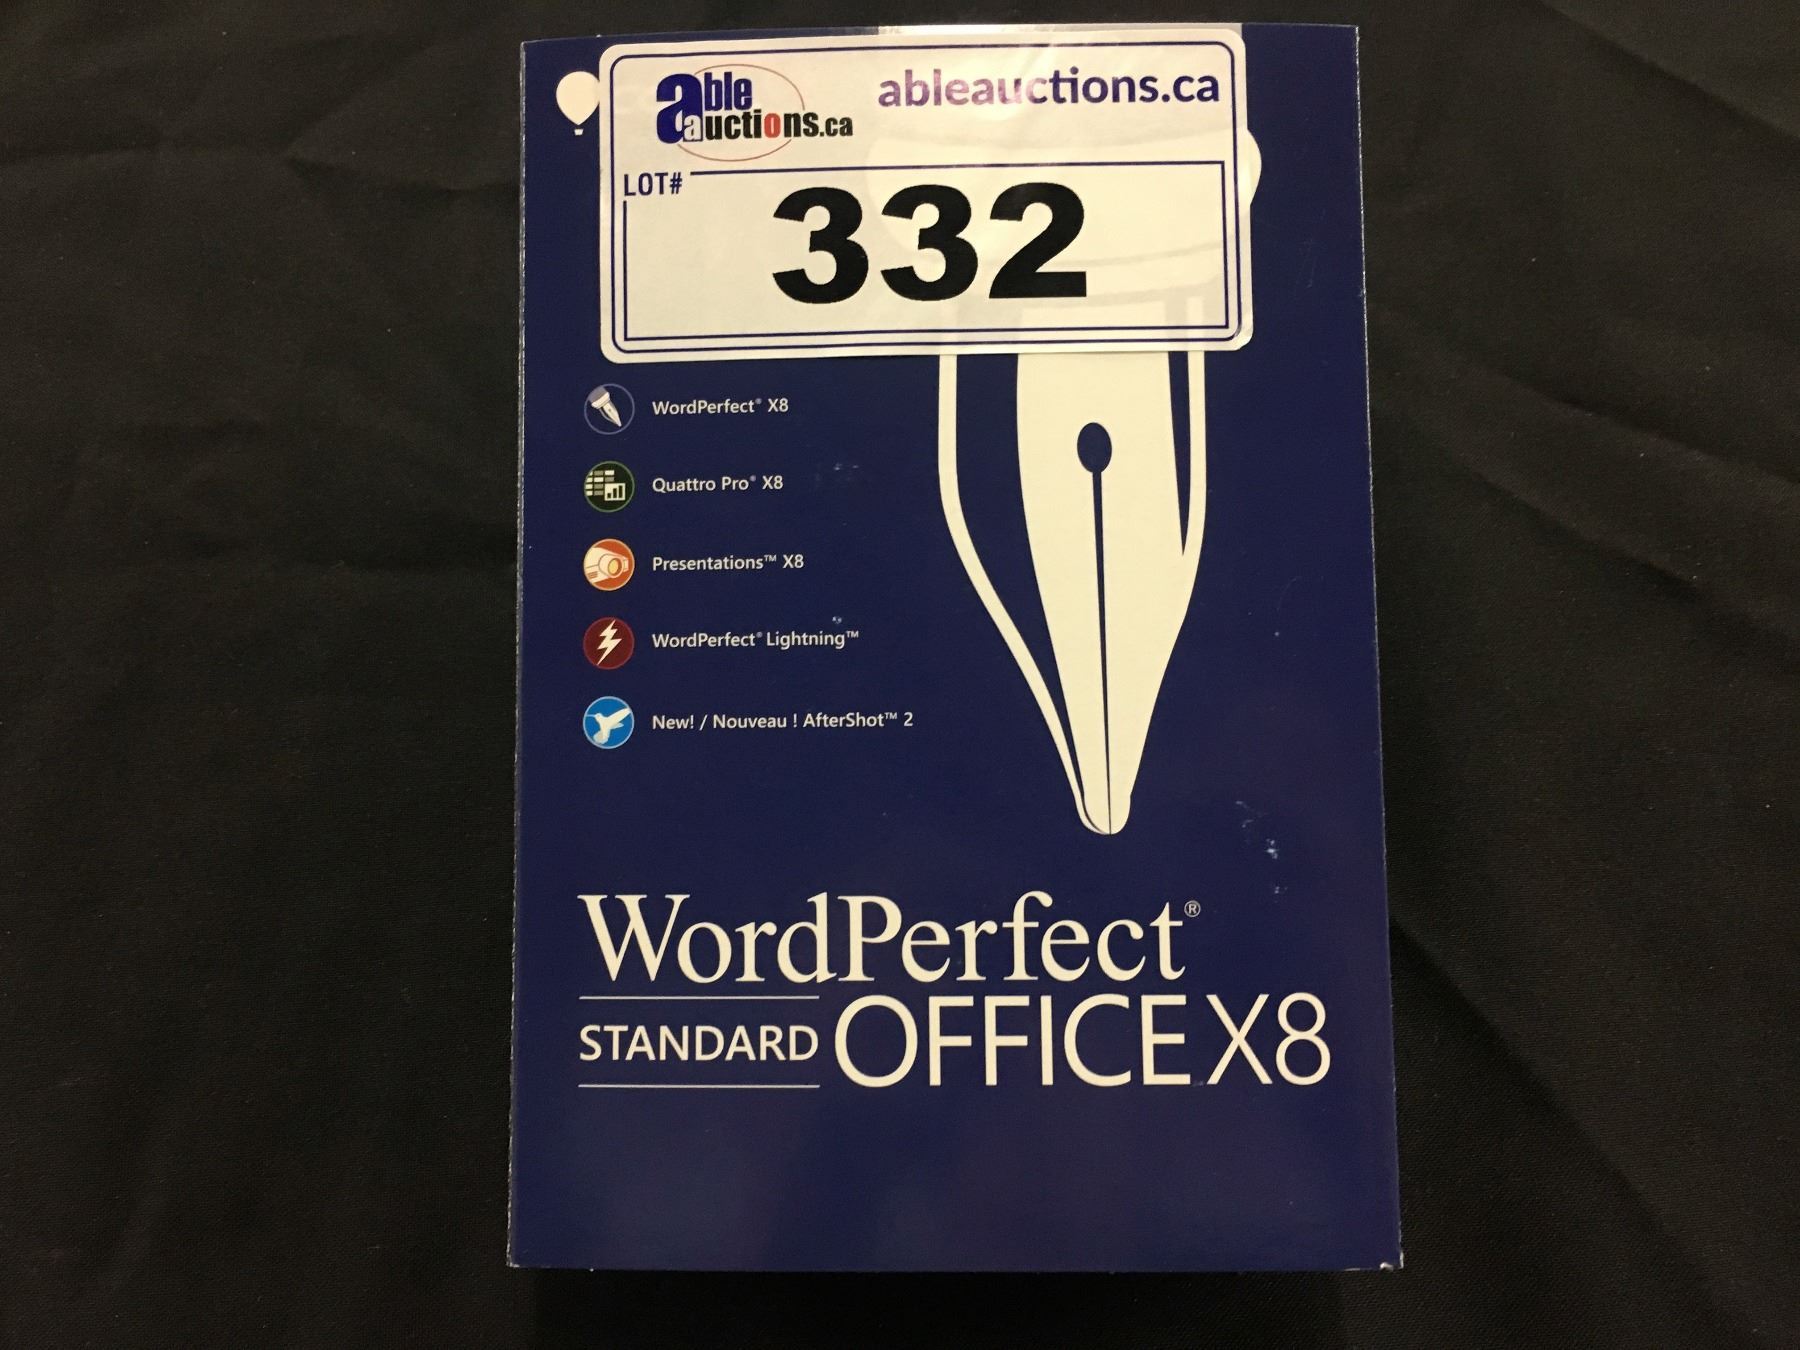 able auctions.ca
ableauctions.ca
LOT#
332
WordPerfect® X8
Quattro Pro® X8
Presentations™ X8
WordPerfect® Lightning™
New! / Nouveau ! AfterShot™ 2
WordPerfect®
STANDARD OFFICE X8